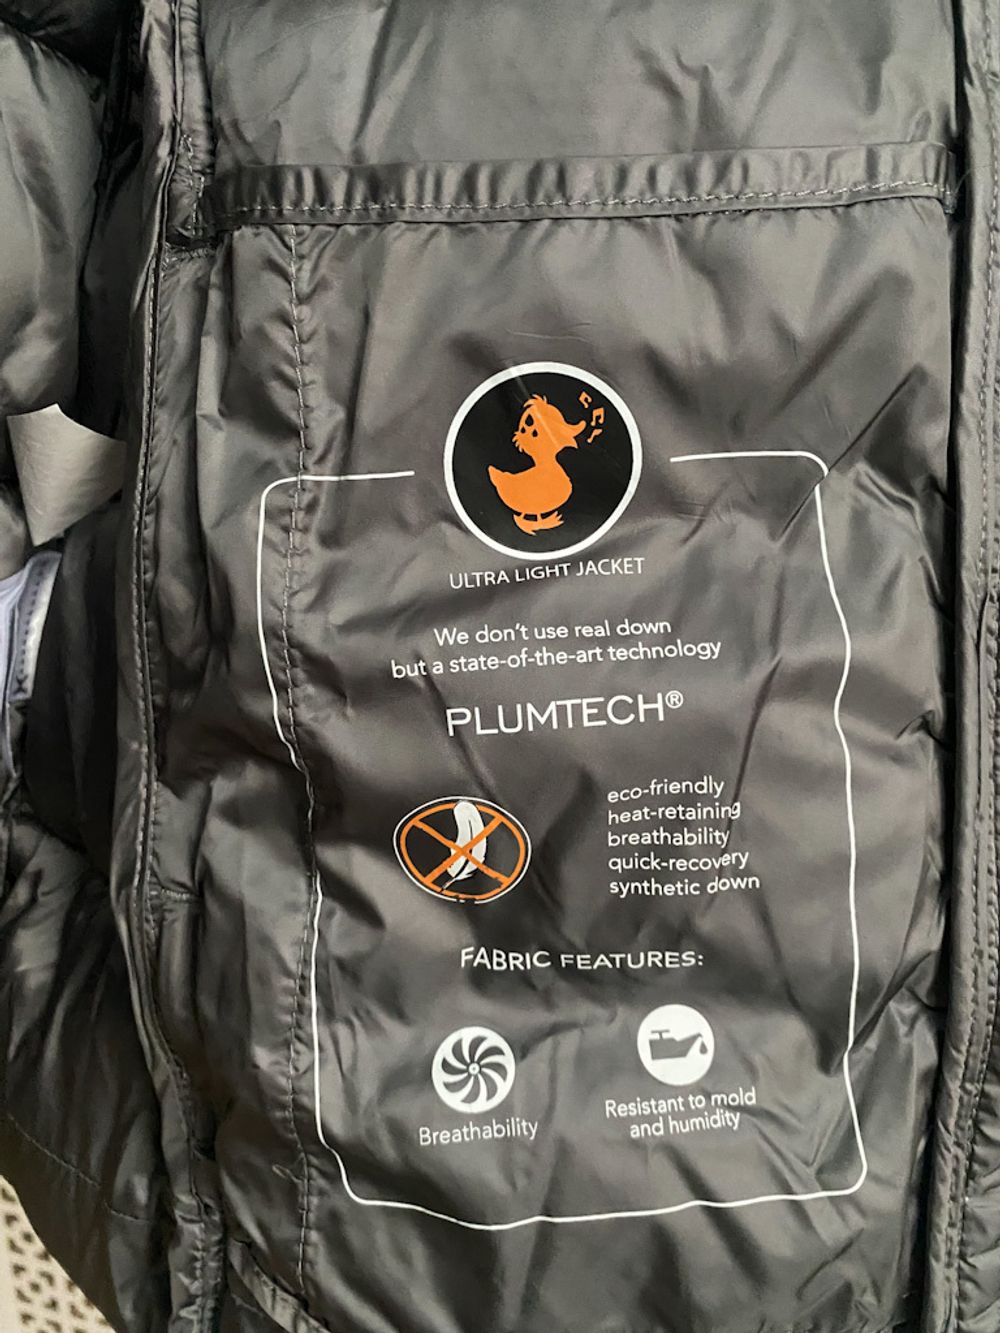 ULTRA LIGHT JACKET
We don't use real down
but a state-of-the-art technology
PLUMTECH®
eco-friendly
heat-retaining
breathability
quick-recovery
synthetic down
FABRIC FEATURES:
Breathability
Resistant to mold
and humidity